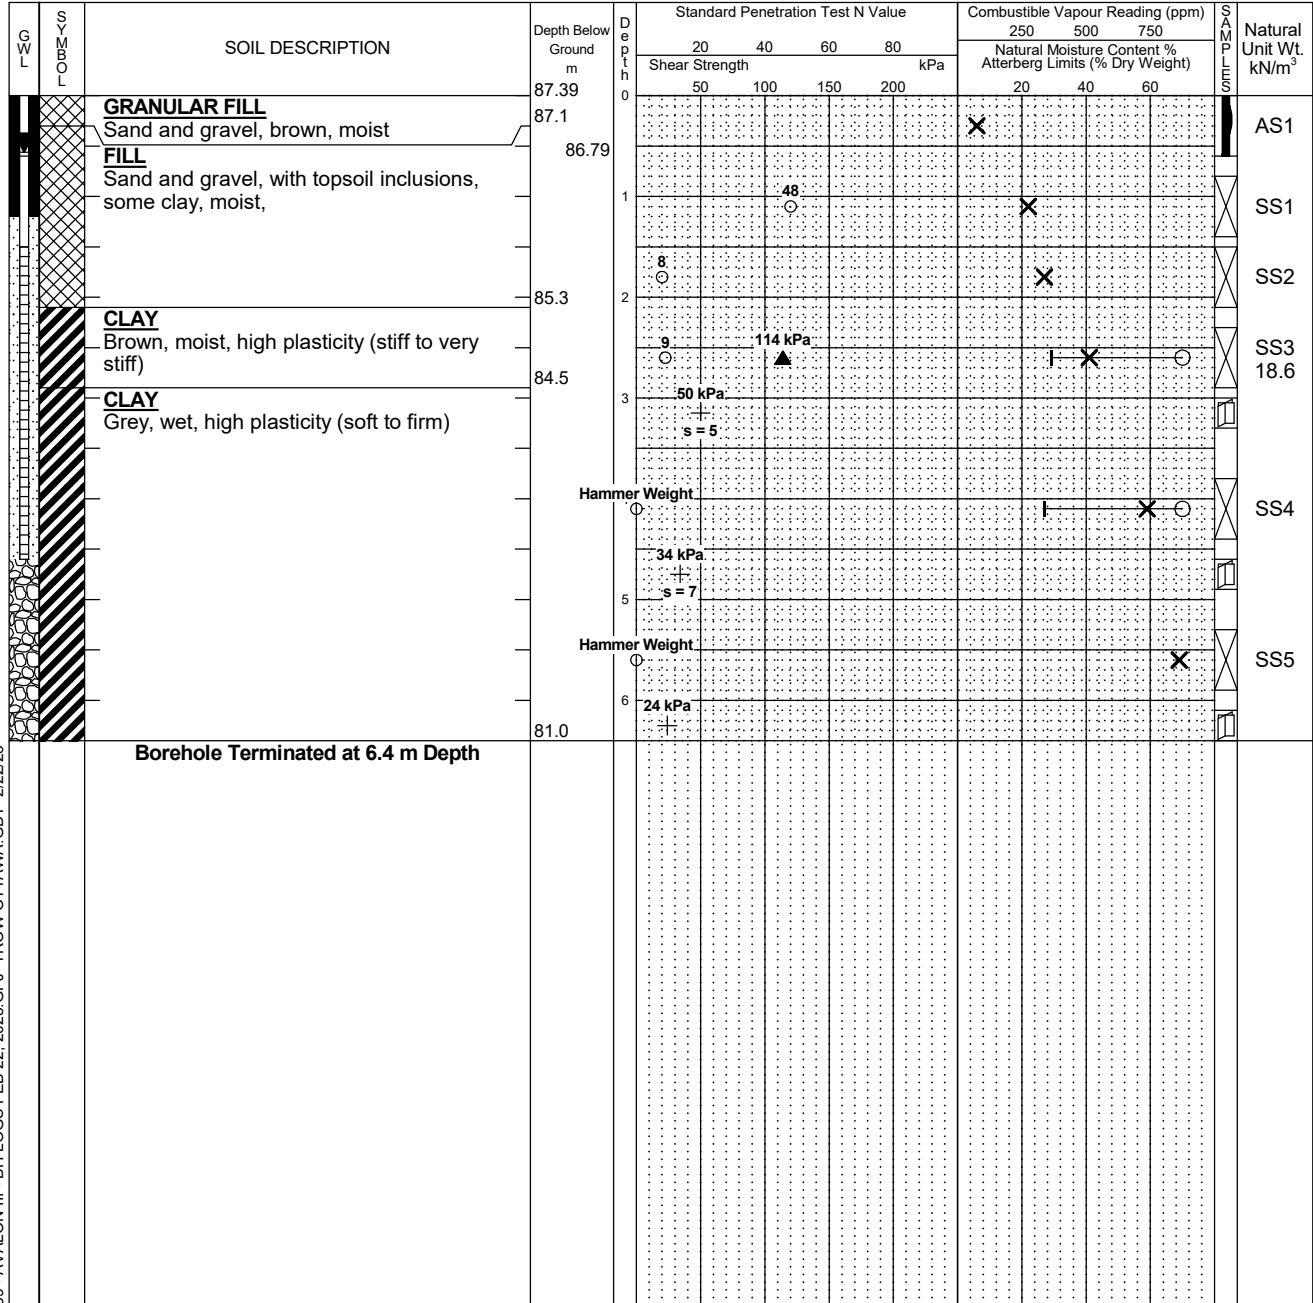 GWL
SYMBOL
SOIL DESCRIPTION
Depth Below
Ground
m
Depth
Standard Penetration Test N Value
20 40 60 80
Shear Strength kPa
50 100 150 200
Combustible Vapour Reading (ppm)
250 500 750
Natural Moisture Content %
Atterberg Limits (% Dry Weight)
20 40 60
SAMPLES
Natural
Unit Wt.
kN/m³
87.39
0
GRANULAR FILL
Sand and gravel, brown, moist
87.1
AS1
86.79
FILL
Sand and gravel, with topsoil inclusions,
some clay, moist,
1
48
SS1
8
SS2
85.3
2
CLAY
Brown, moist, high plasticity (stiff to very
stiff)
9
114 kPa
SS3
18.6
84.5
CLAY
Grey, wet, high plasticity (soft to firm)
3
50 kPa
s = 5
Hammer Weight
SS4
34 kPa
s = 7
5
Hammer Weight
SS5
6
24 kPa
81.0
Borehole Terminated at 6.4 m Depth